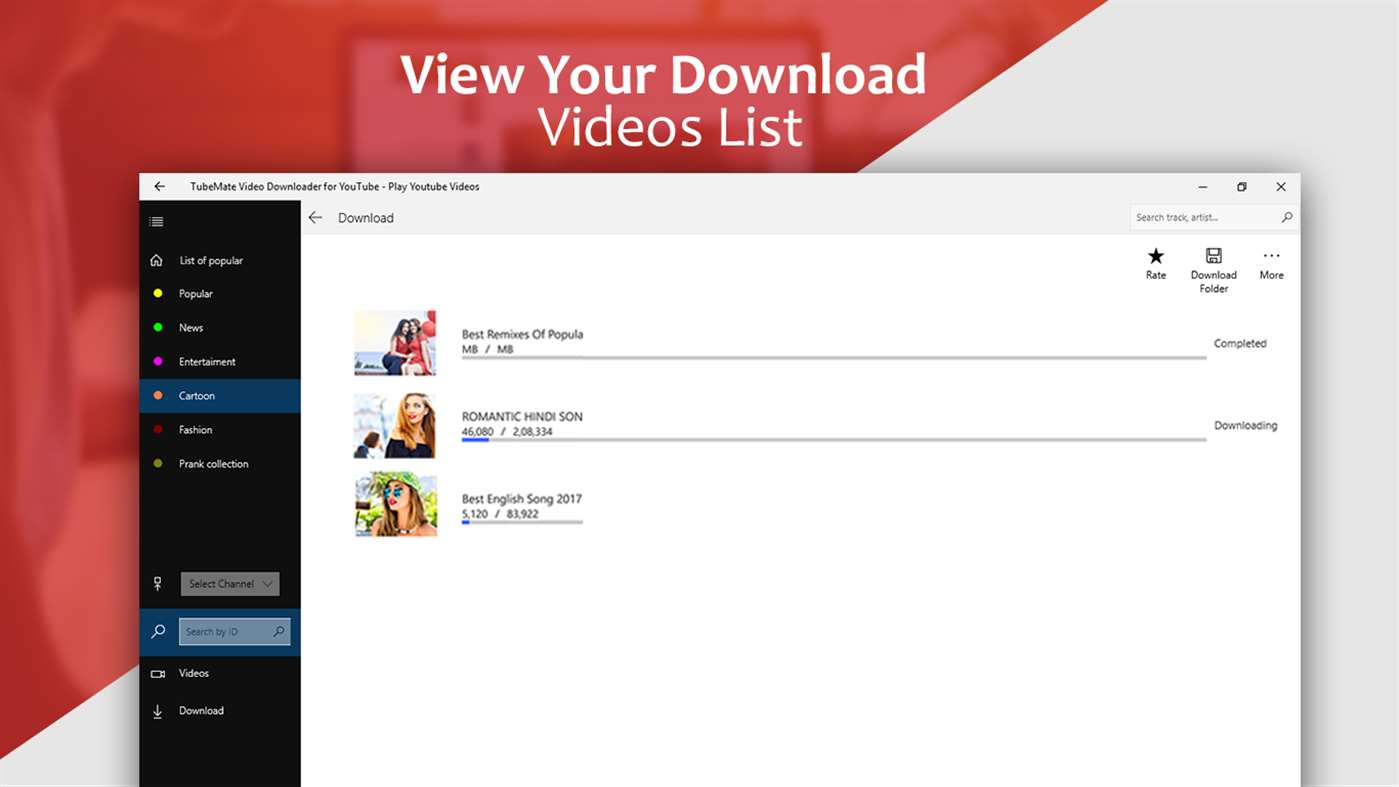 View Your Download
Videos List
TubeMate Video Downloader for YouTube - Play Youtube Videos
Download
Search track, artist...
List of popular
Popular
News
Entertaiment
Cartoon
Fashion
Prank collection
Select Channel
Search by ID
Videos
Download
Rate
Download
Folder
More
Best Remixes Of Popula
MB / MB
Completed
ROMANTIC HINDI SON
46,080 / 2,08,334
Downloading
Best English Song 2017
5,120 / 83,922